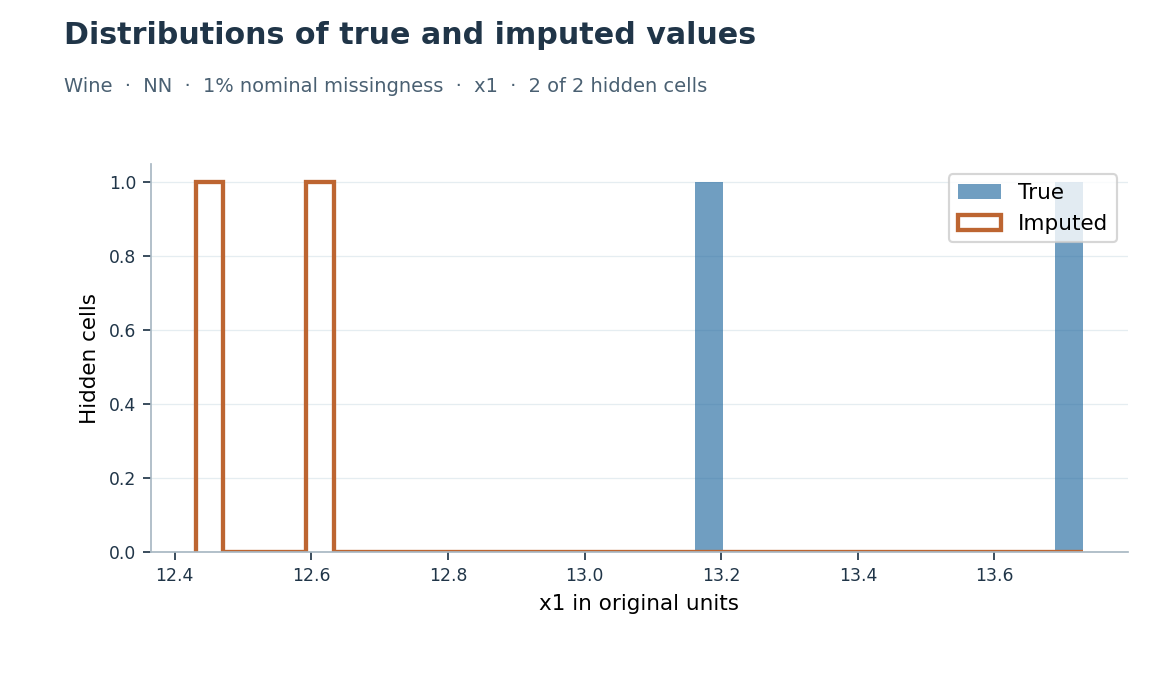 Distributions of true and imputed values
Wine · NN · 1% nominal missingness · x1 · 2 of 2 hidden cells
True
Imputed
Hidden cells
1.0
0.8
0.6
0.4
0.2
0.0
12.4 12.6 12.8 13.0 13.2 13.4 13.6
x1 in original units